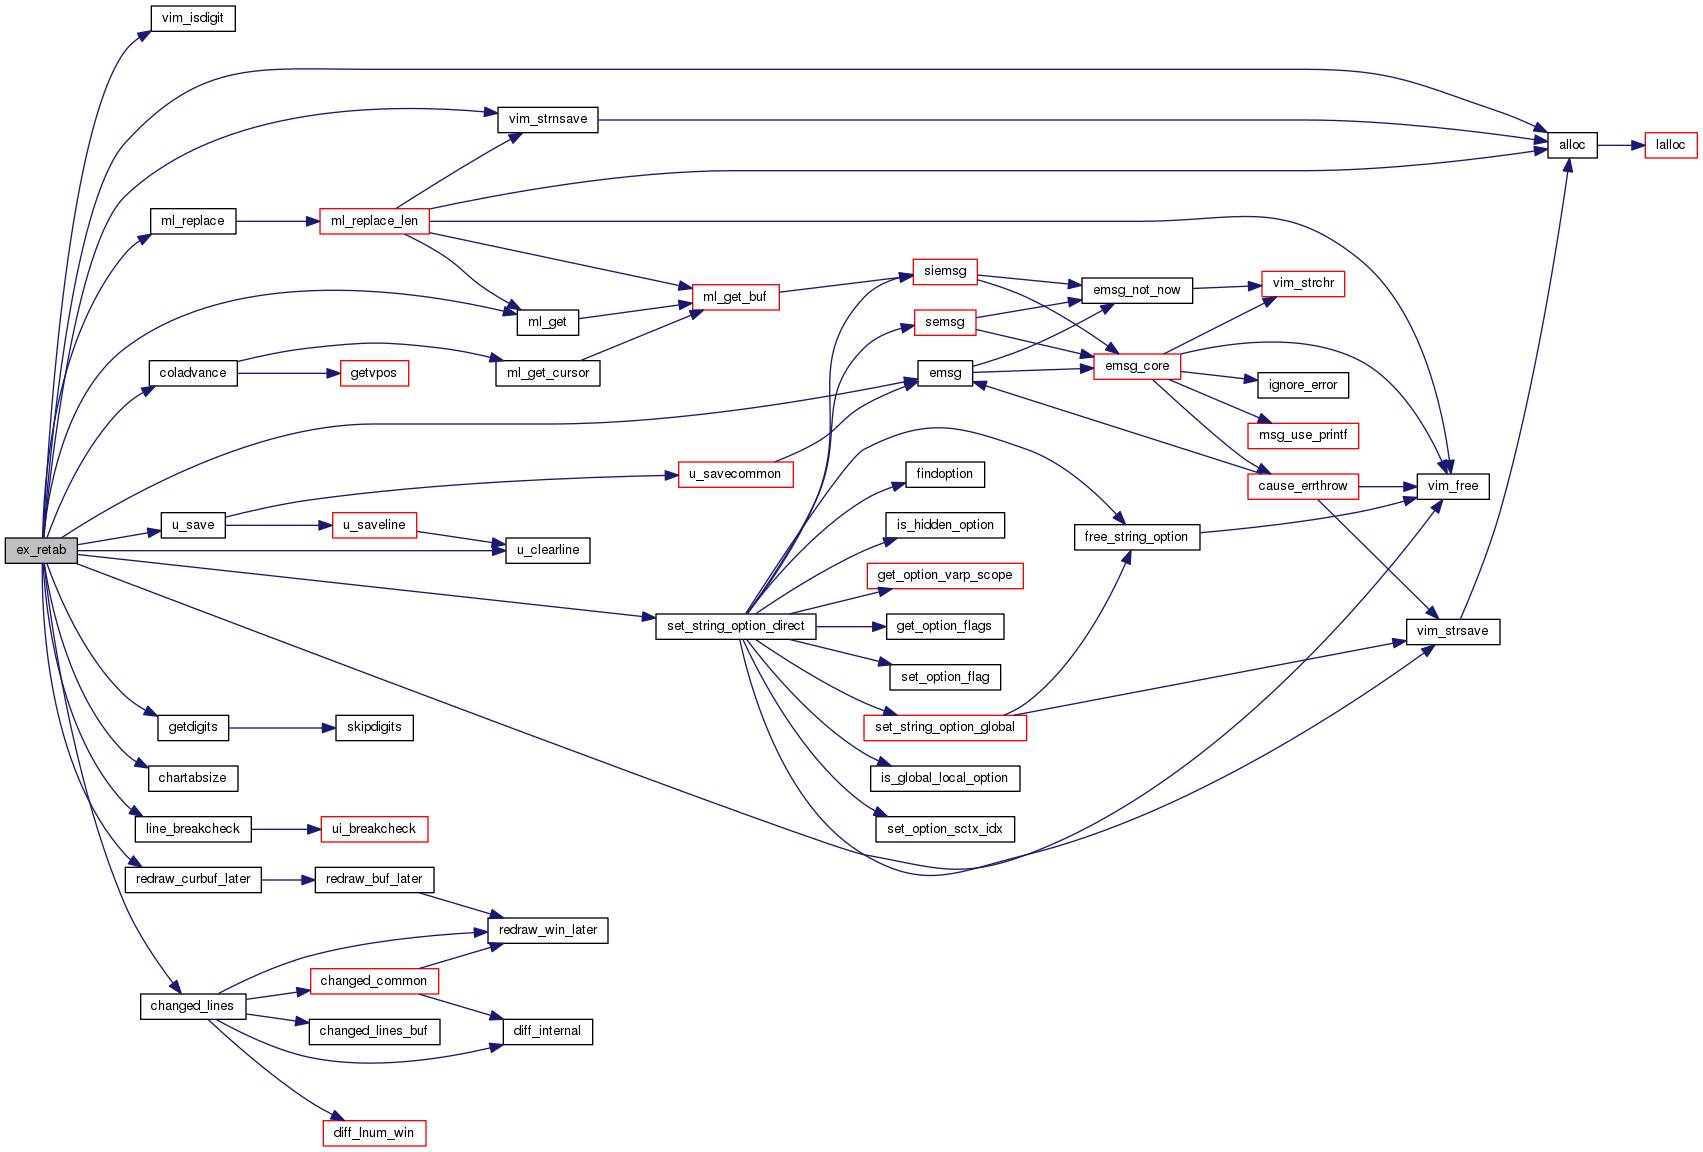 vim_isdigit
vim_strnsave
alloc
lalloc
ml_replace
ml_replace_len
siemsg
emsg_not_now
vim_strchr
ml_get_buf
ml_get
semsg
coladvance
getvpos
ml_get_cursor
emsg
emsg_core
ignore_error
msg_use_printf
u_savecommon
findoption
cause_errthrow
vim_free
u_save
u_saveline
is_hidden_option
free_string_option
ex_retab
u_clearline
get_option_varp_scope
set_string_option_direct
get_option_flags
vim_strsave
set_option_flag
getdigits
skipdigits
set_string_option_global
chartabsize
is_global_local_option
line_breakcheck
ui_breakcheck
set_option_sctx_idx
redraw_curbuf_later
redraw_buf_later
redraw_win_later
changed_common
changed_lines
changed_lines_buf
diff_internal
diff_lnum_win